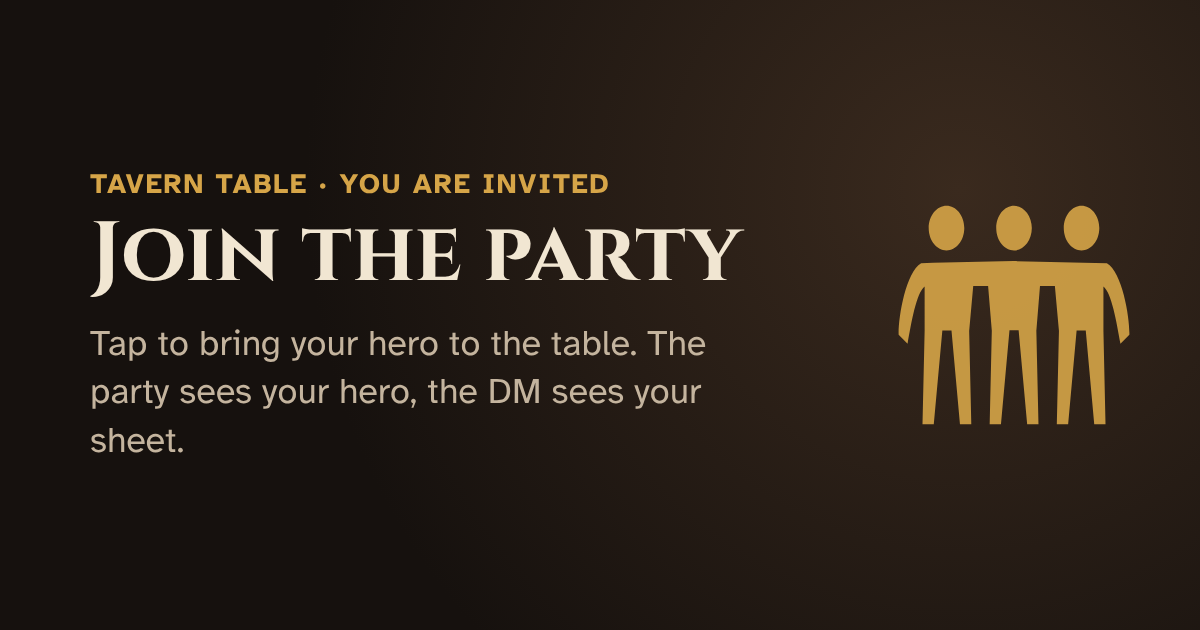 TAVERN TABLE · YOU ARE INVITED
Join the party
Tap to bring your hero to the table. The
party sees your hero, the DM sees your
sheet.